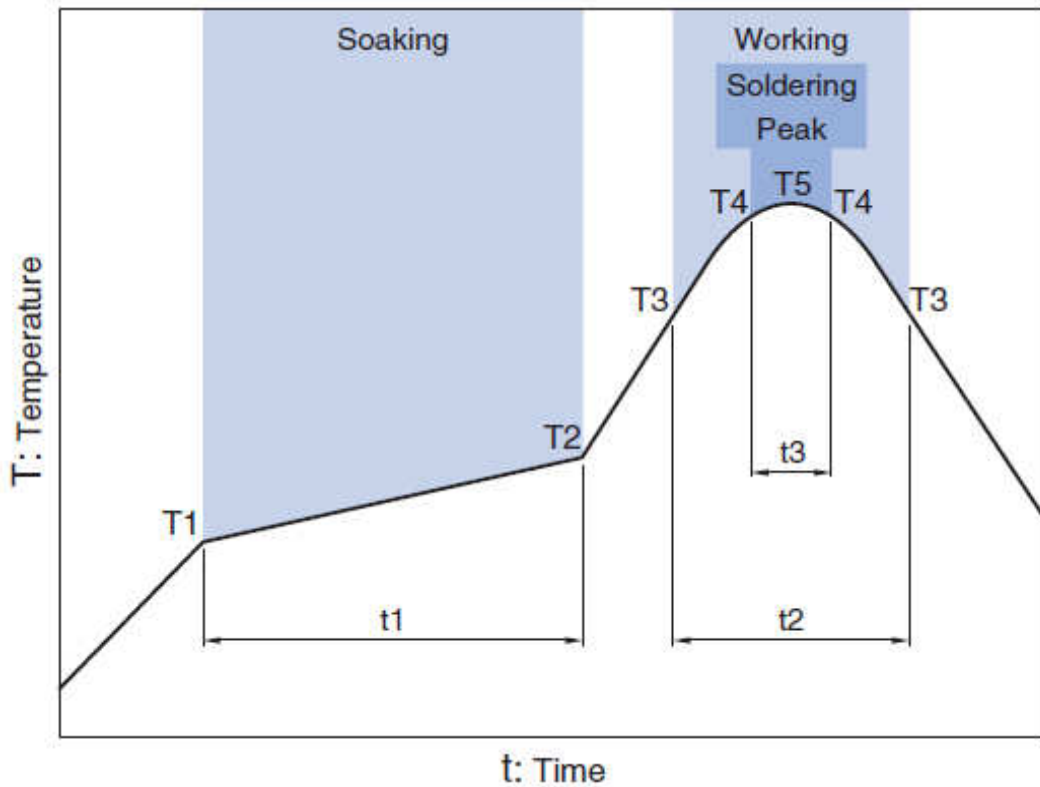 Soaking
Working
Soldering
Peak
T5
T4
T4
T3
T3
T2
T1
t3
t1
t2
T: Temperature
t: Time